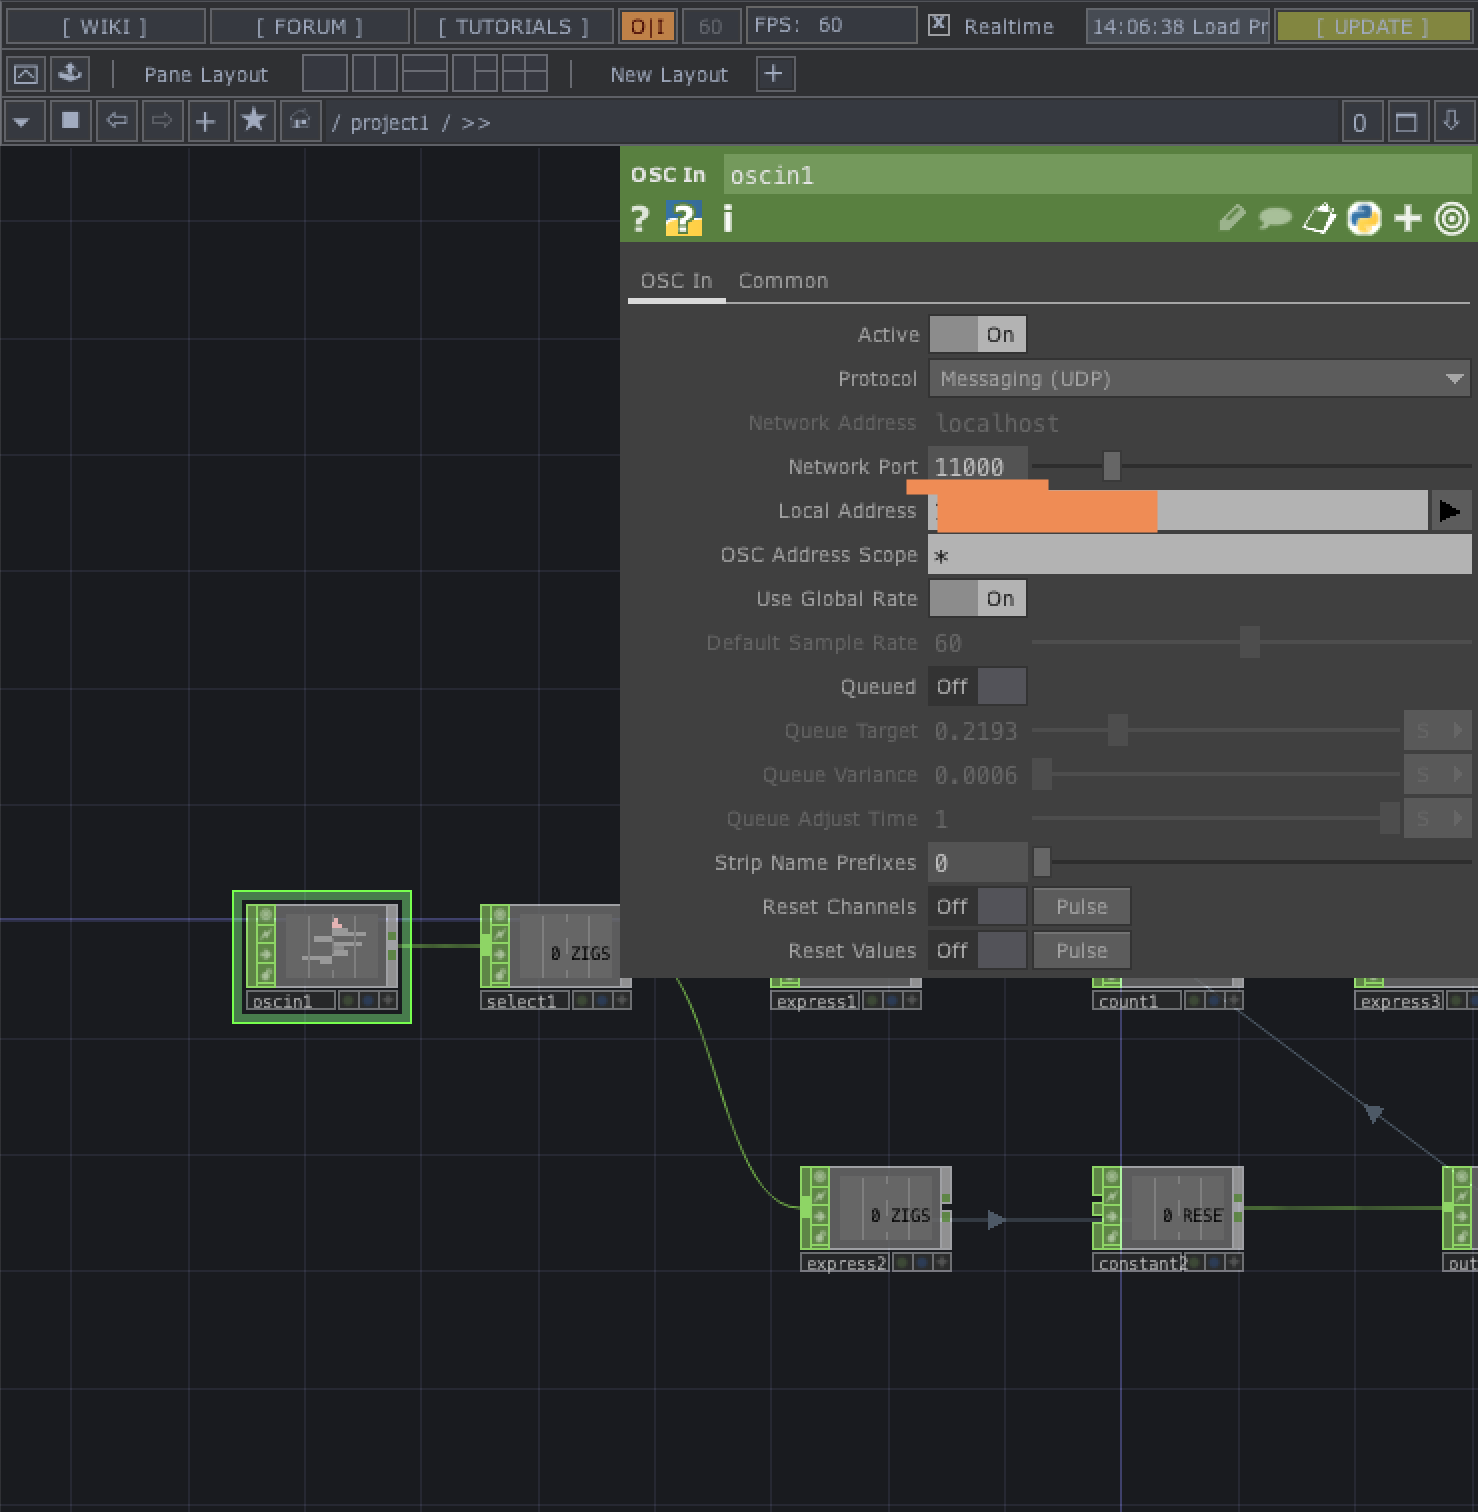 [ WIKI ] [ FORUM ] [ TUTORIALS ] O|I 60 FPS: 60 Realtime 14:06:38 Load Pr [ UPDATE ]
Pane Layout New Layout +
/ project1 / >> 0
OSC In oscin1
? ? i
OSC In Common
Active On
Protocol Messaging (UDP)
Network Address localhost
Network Port 11000
Local Address
OSC Address Scope *
Use Global Rate On
Default Sample Rate 60
Queued Off
Queue Target 0.2193 S
Queue Variance 0.0006 S
Queue Adjust Time 1 S
Strip Name Prefixes 0
Reset Channels Off Pulse
Reset Values Off Pulse
0 ZIGS
oscin1 select1 express1 count1 express3
0 ZIGS 0 RESE
express2 constant2 out